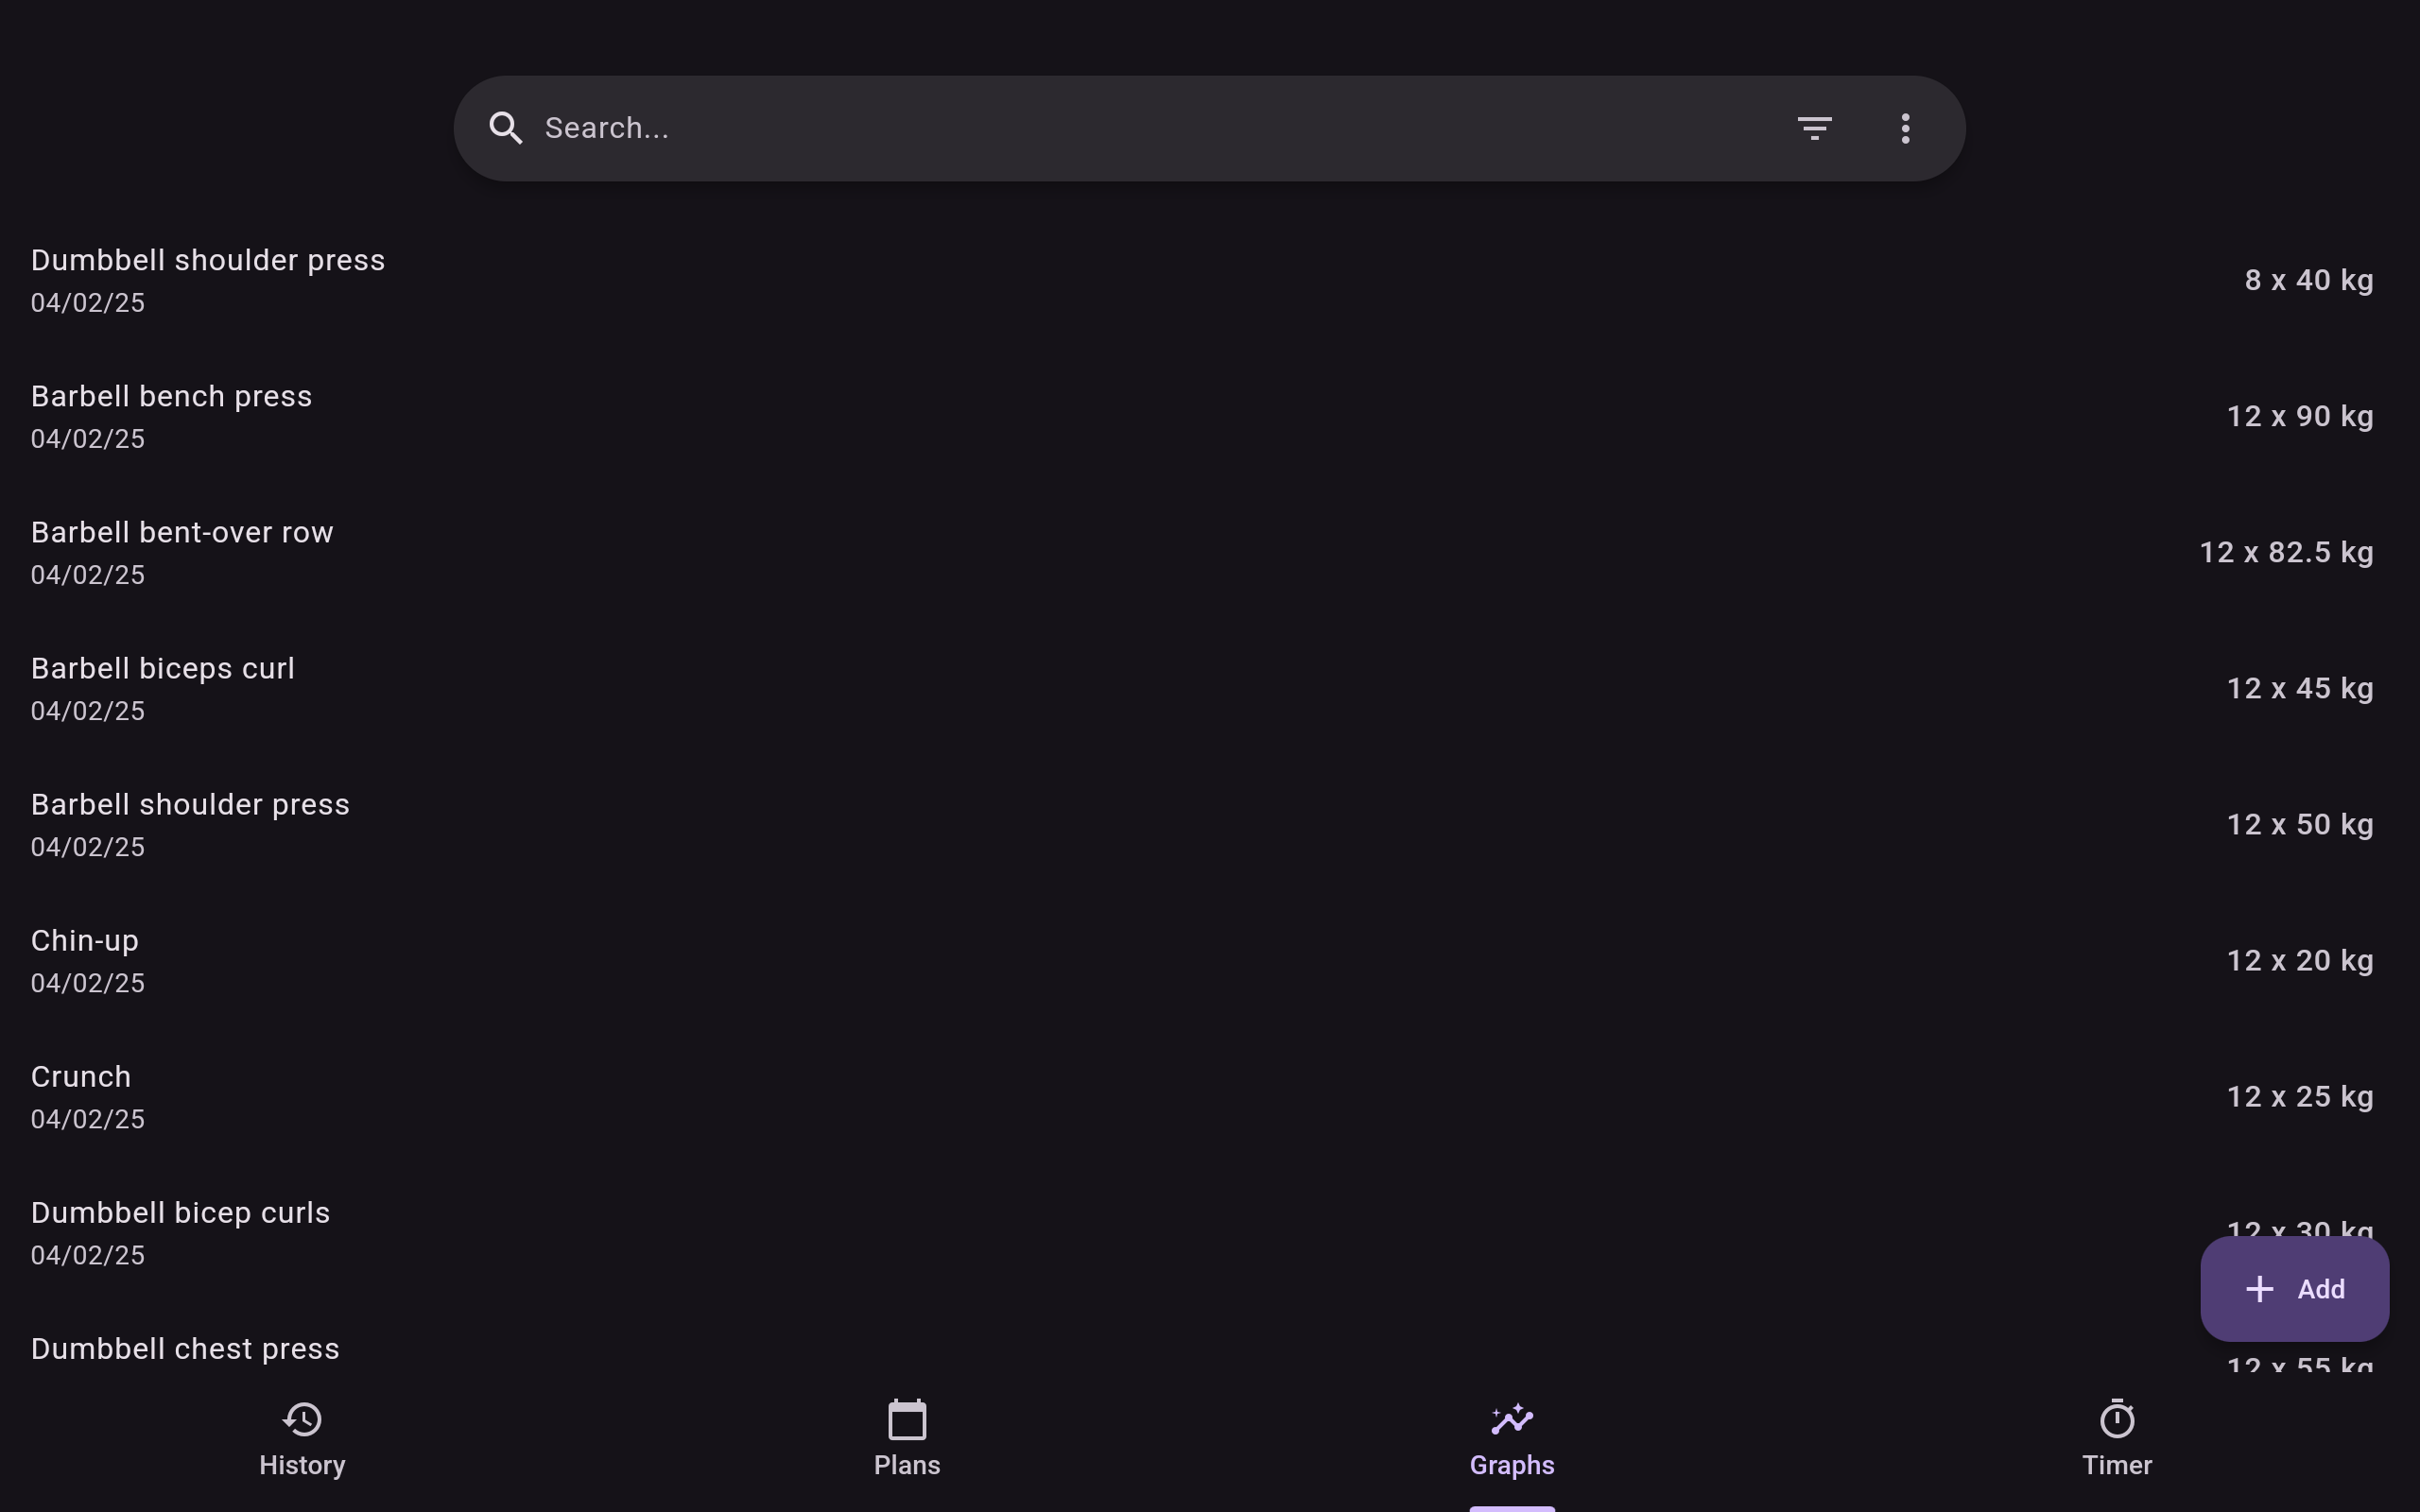 Search...
Dumbbell shoulder press
04/02/25
8 x 40 kg
Barbell bench press
04/02/25
12 x 90 kg
Barbell bent-over row
04/02/25
12 x 82.5 kg
Barbell biceps curl
04/02/25
12 x 45 kg
Barbell shoulder press
04/02/25
12 x 50 kg
Chin-up
04/02/25
12 x 20 kg
Crunch
04/02/25
12 x 25 kg
Dumbbell bicep curls
04/02/25
12 x 30 kg
Add
Dumbbell chest press
12 x 55 kg
History
Plans
Graphs
Timer